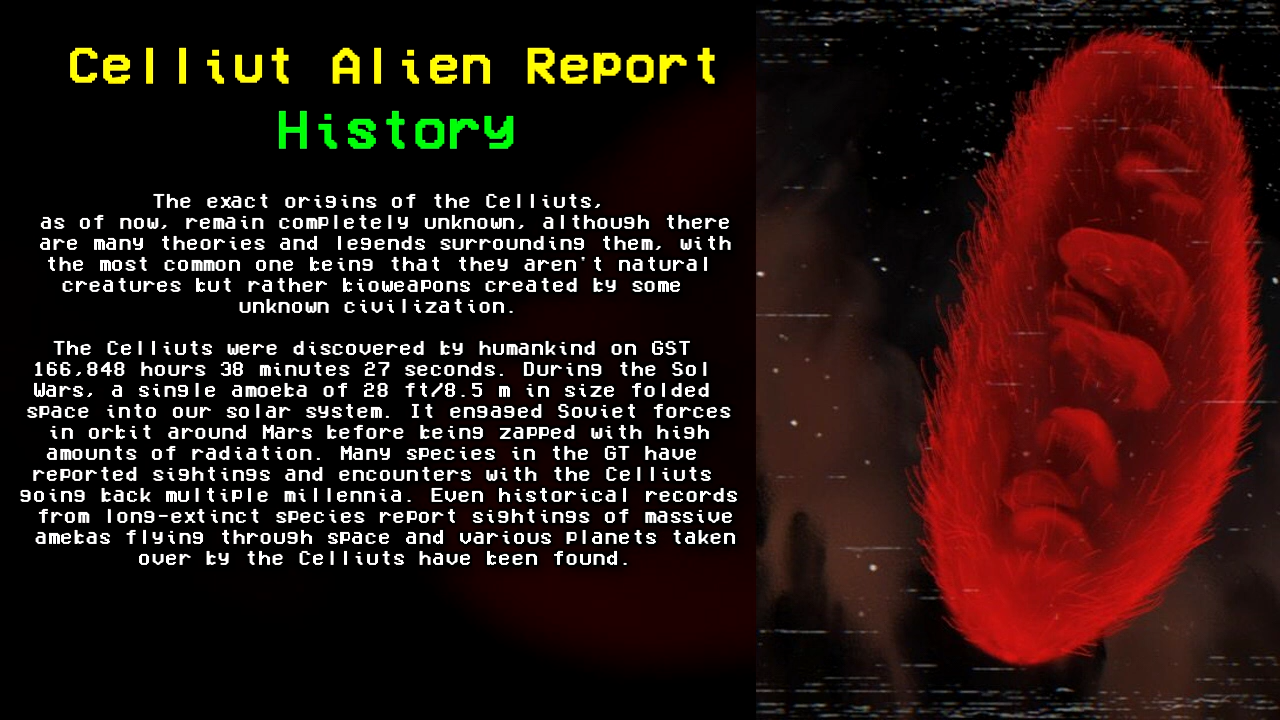 Celliut Alien Report
History
The exact origins of the Celliuts,
as of now, remain completely unknown, although there
are many theories and legends surrounding them, with
the most common one being that they aren't natural
creatures but rather bioweapons created by some
unknown civilization.
The Celliuts were discovered by humankind on GST
166,848 hours 38 minutes 27 seconds. During the Sol
Wars, a single amoeba of 28 ft/8.5 m in size folded
space into our solar system. It engaged Soviet forces
in orbit around Mars before being zapped with high
amounts of radiation. Many species in the GT have
reported sightings and encounters with the Celliuts
going back multiple millennia. Even historical records
from long-extinct species report sightings of massive
amebas flying through space and various planets taken
over by the Celliuts have been found.